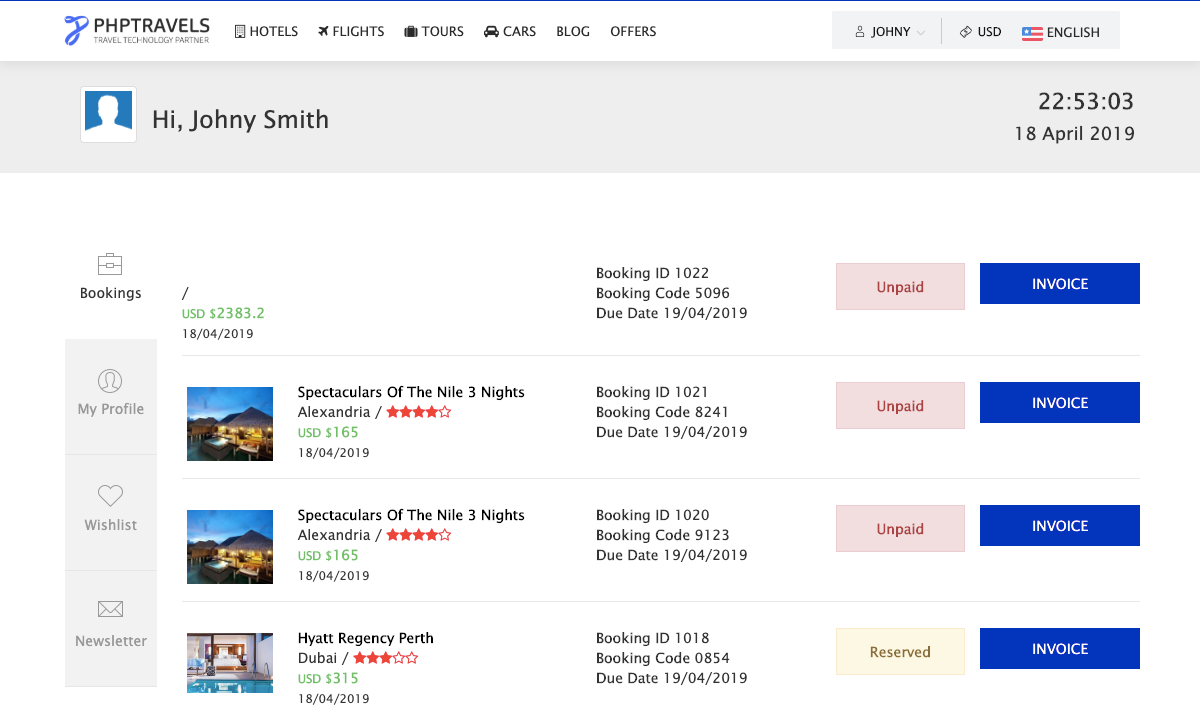 PHPTRAVELS
TRAVEL TECHNOLOGY PARTNER
HOTELS FLIGHTS TOURS CARS BLOG OFFERS
JOHNY USD ENGLISH
Hi, Johny Smith
22:53:03
18 April 2019
Bookings
My Profile
Wishlist
Newsletter
/
USD $2383.2
18/04/2019
Booking ID 1022
Booking Code 5096
Due Date 19/04/2019
Unpaid
INVOICE
Spectaculars Of The Nile 3 Nights
Alexandria /
USD $165
18/04/2019
Booking ID 1021
Booking Code 8241
Due Date 19/04/2019
Unpaid
INVOICE
Spectaculars Of The Nile 3 Nights
Alexandria /
USD $165
18/04/2019
Booking ID 1020
Booking Code 9123
Due Date 19/04/2019
Unpaid
INVOICE
Hyatt Regency Perth
Dubai /
USD $315
18/04/2019
Booking ID 1018
Booking Code 0854
Due Date 19/04/2019
Reserved
INVOICE